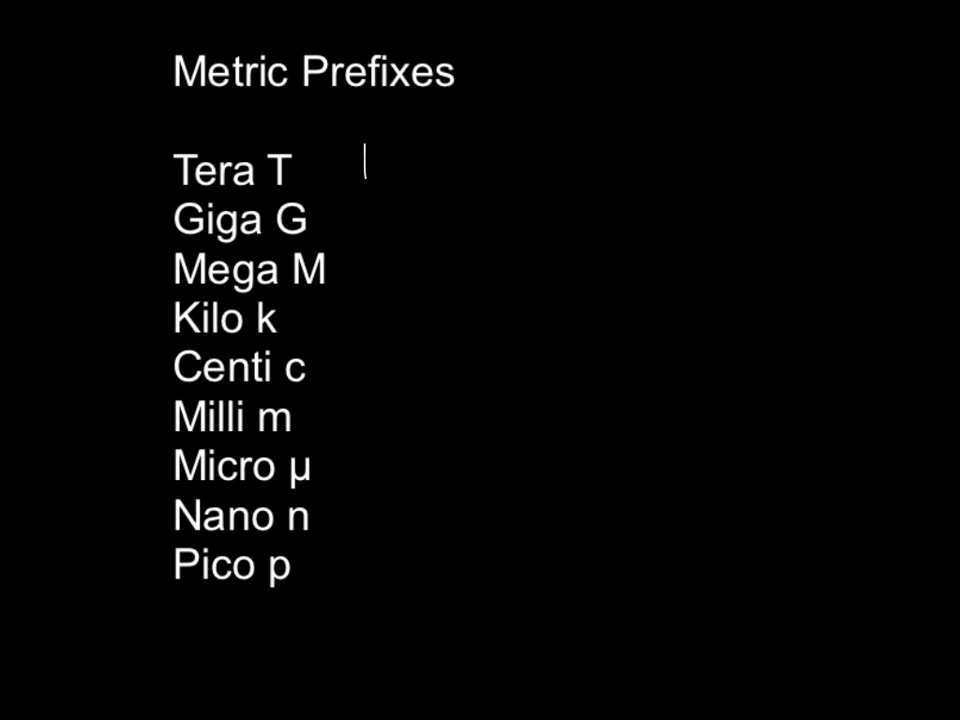 Metric Prefixes
Tera T
Giga G
Mega M
Kilo k
Centi c
Milli m
Micro µ
Nano n
Pico p